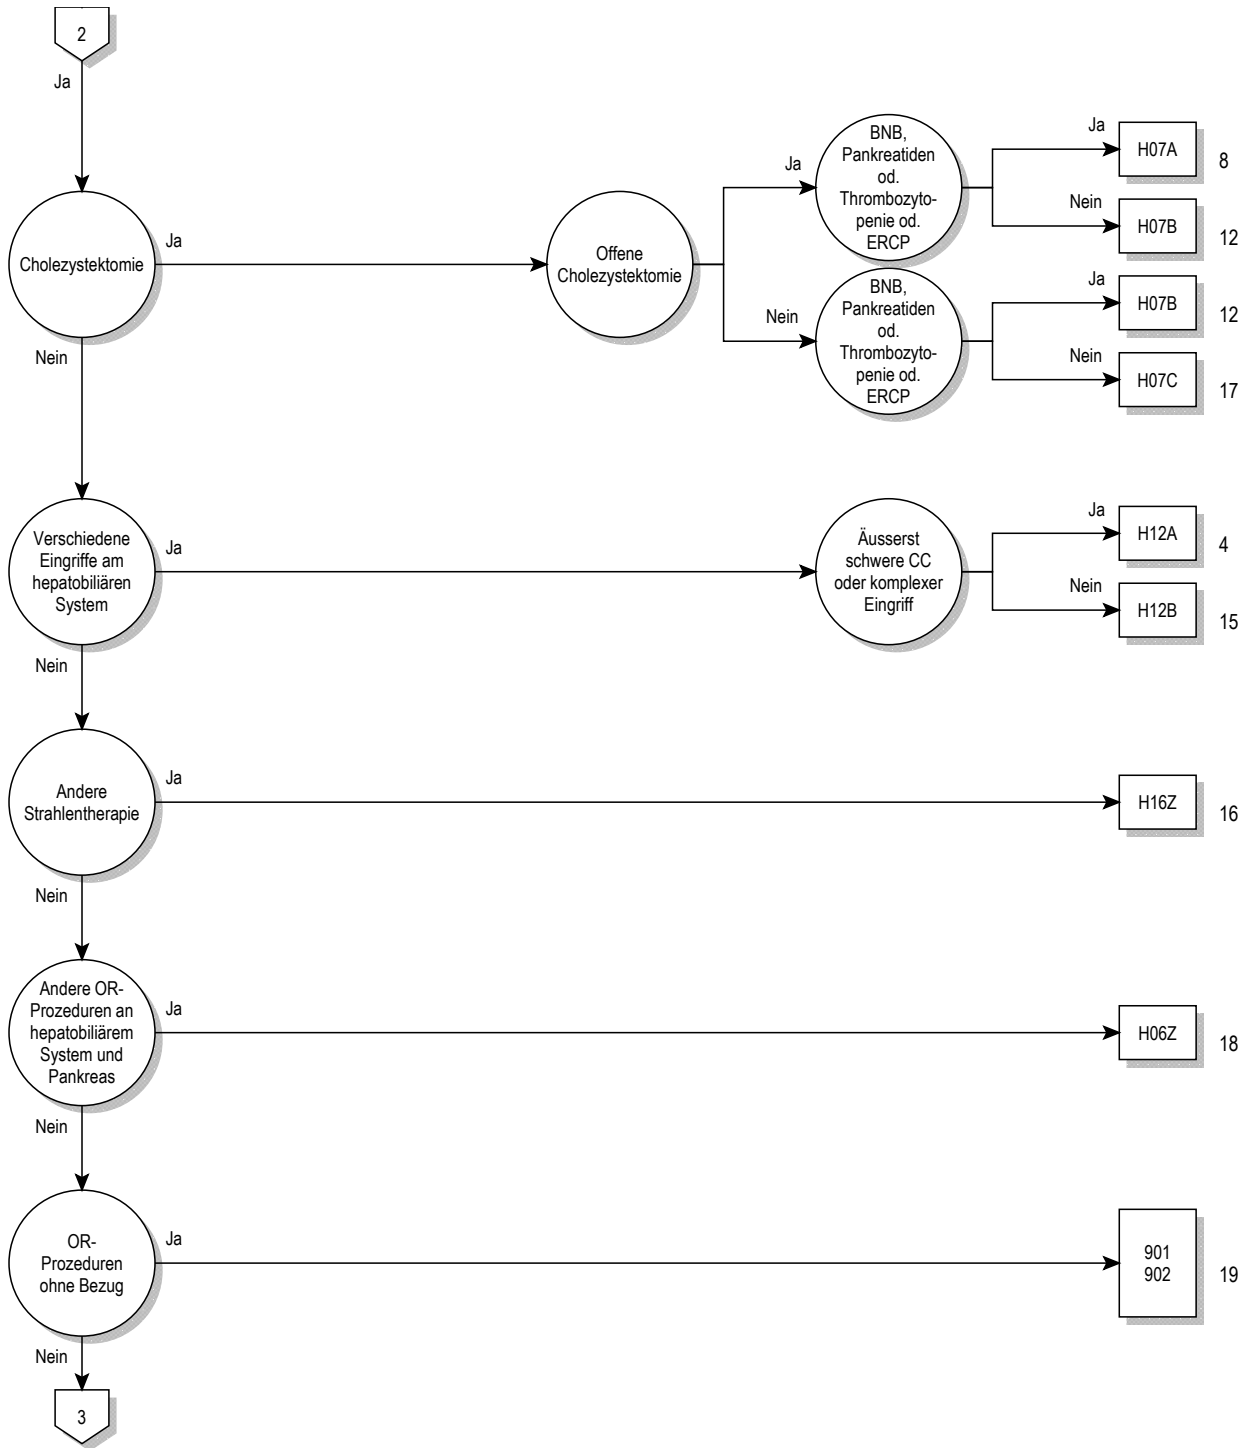 2
Ja
Cholezystektomie
Ja
Offene
Cholezystektomie
Ja
BNB,
Pankreatiden
od.
Thrombozyto-
penie od.
ERCP
Ja
H07A
8
Nein
H07B
12
Nein
BNB,
Pankreatiden
od.
Thrombozyto-
penie od.
ERCP
Ja
H07B
12
Nein
H07C
17
Nein
Verschiedene
Eingriffe am
hepatobiliären
System
Ja
Äusserst
schwere CC
oder komplexer
Eingriff
Ja
H12A
4
Nein
H12B
15
Nein
Andere
Strahlentherapie
Ja
H16Z
16
Nein
Andere OR-
Prozeduren an
hepatobiliärem
System und
Pankreas
Ja
H06Z
18
Nein
OR-
Prozeduren
ohne Bezug
Ja
901
902
19
Nein
3